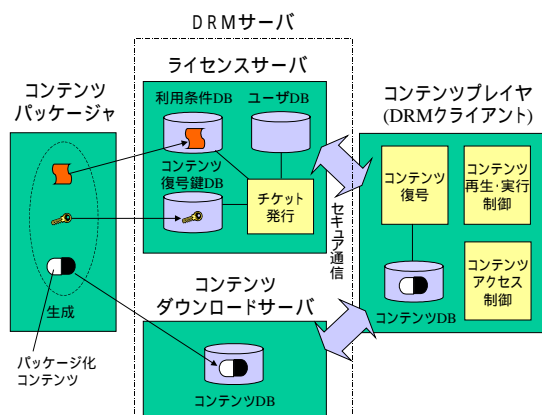 DRMサーバ
ライセンスサーバ
コンテンツ
パッケージャ
利用条件DB
ユーザDB
コンテンツ
復号鍵DB
チケット
発行
セキュア通信
コンテンツプレイヤ
(DRMクライアント)
コンテンツ
復号
コンテンツ
再生・実行
制御
コンテンツ
アクセス
制御
コンテンツDB
生成
パッケージ化
コンテンツ
コンテンツ
ダウンロードサーバ
コンテンツDB